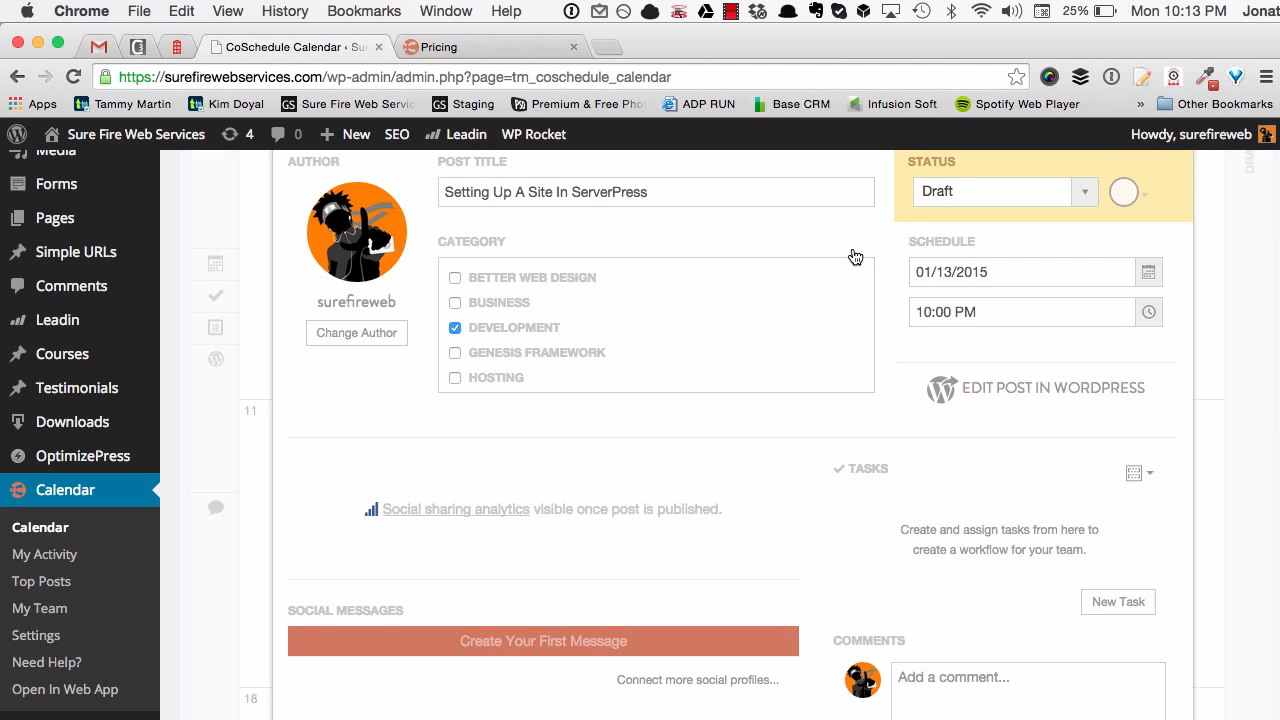 Chrome File Edit View History Bookmarks Window Help 25% Mon 10:13 PM Jonat
CoSchedule Calendar ‹ Su Pricing
https://surefirewebservices.com/wp-admin/admin.php?page=tm_coschedule_calendar
Apps Tammy Martin Kim Doyal Sure Fire Web Servic Staging Premium & Free Pho ADP RUN Base CRM Infusion Soft Spotify Web Player » Other Bookmarks
Sure Fire Web Services 4 0 New SEO Leadin WP Rocket Howdy, surefireweb
Media
Forms
Pages
Simple URLs
Comments
Leadin
Courses
Testimonials
Downloads
OptimizePress
Calendar
Calendar
My Activity
Top Posts
My Team
Settings
Need Help?
Open In Web App
11
18
AUTHOR
surefireweb
Change Author
POST TITLE
Setting Up A Site In ServerPress
CATEGORY
BETTER WEB DESIGN
BUSINESS
DEVELOPMENT
GENESIS FRAMEWORK
HOSTING
STATUS
Draft
SCHEDULE
01/13/2015
10:00 PM
EDIT POST IN WORDPRESS
Social sharing analytics visible once post is published.
SOCIAL MESSAGES
Create Your First Message
Connect more social profiles...
TASKS
Create and assign tasks from here to
create a workflow for your team.
New Task
COMMENTS
Add a comment...